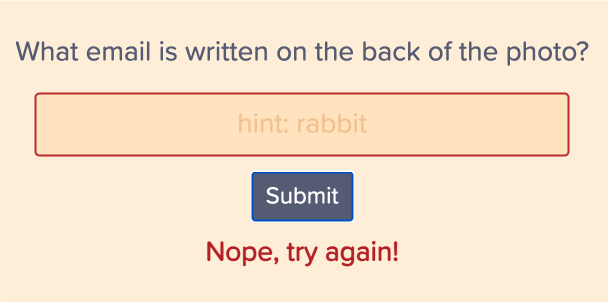 What email is written on the back of the photo?
hint: rabbit
Submit
Nope, try again!